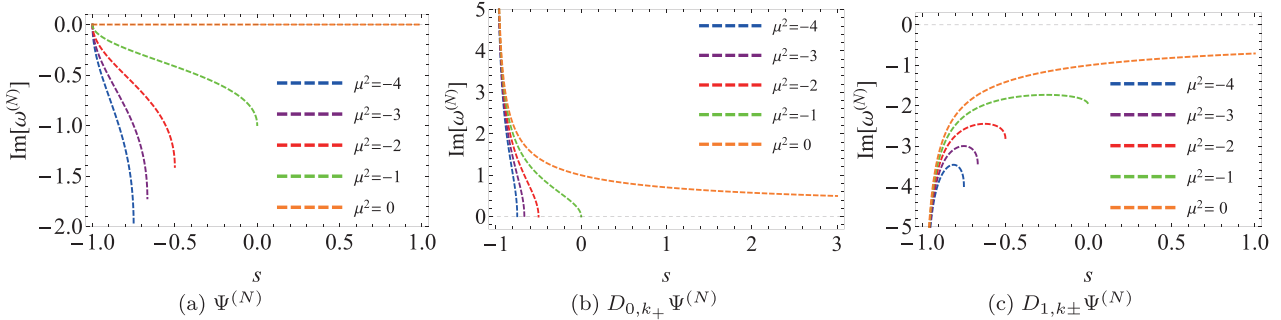 0.0
−0.5
−1.0
−1.5
−2.0
Im[ω^(N)]
μ²=−4
μ²=−3
μ²=−2
μ²=−1
μ²= 0
−1.0 −0.5 0.0 0.5 1.0
s
(a) Ψ^(N)
5
4
3
2
1
0
Im[ω^(N)]
μ²=−4
μ²=−3
μ²=−2
μ²=−1
μ²= 0
−1 0 1 2 3
s
(b) D_{0,k_+} Ψ^(N)
0
−1
−2
−3
−4
−5
Im[ω^(N)]
μ²=−4
μ²=−3
μ²=−2
μ²=−1
μ²= 0
−1.0 −0.5 0.0 0.5 1.0
s
(c) D_{1,k±} Ψ^(N)